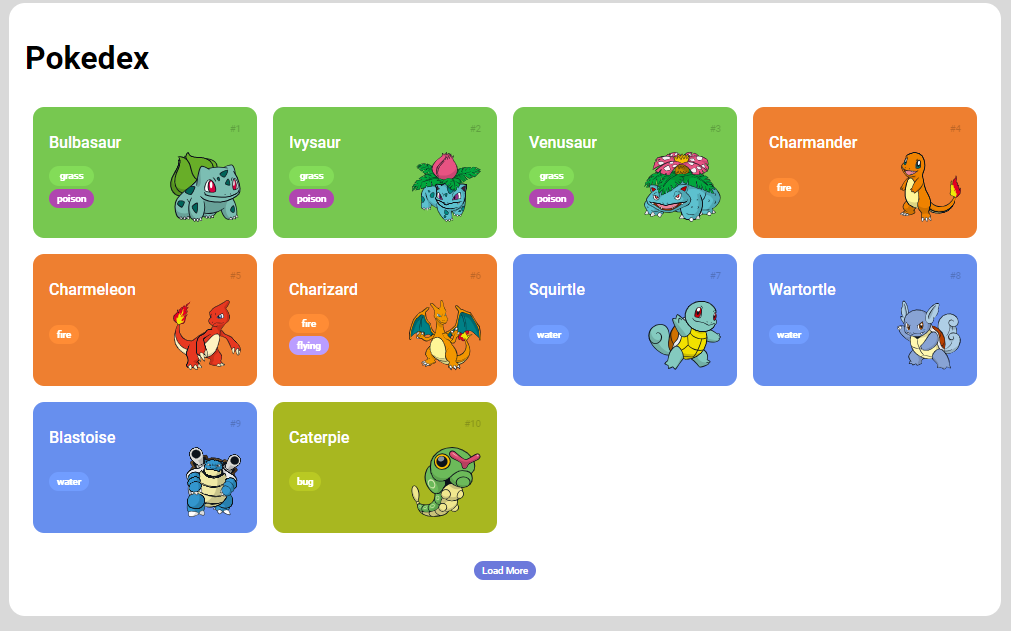 Pokedex
#1
Bulbasaur
grass
poison
#2
Ivysaur
grass
poison
#3
Venusaur
grass
poison
#4
Charmander
fire
#5
Charmeleon
fire
#6
Charizard
fire
flying
#7
Squirtle
water
#8
Wartortle
water
#9
Blastoise
water
#10
Caterpie
bug
Load More